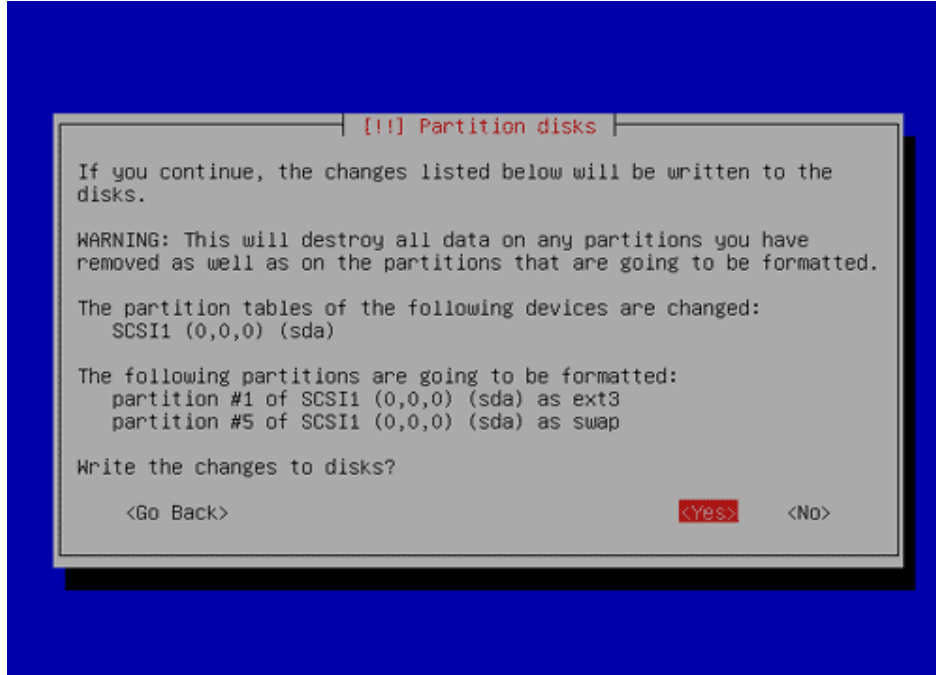 [!!] Partition disks
If you continue, the changes listed below will be written to the
disks.
WARNING: This will destroy all data on any partitions you have
removed as well as on the partitions that are going to be formatted.
The partition tables of the following devices are changed:
SCSI1 (0,0,0) (sda)
The following partitions are going to be formatted:
partition #1 of SCSI1 (0,0,0) (sda) as ext3
partition #5 of SCSI1 (0,0,0) (sda) as swap
Write the changes to disks?
<Go Back> <Yes> <No>